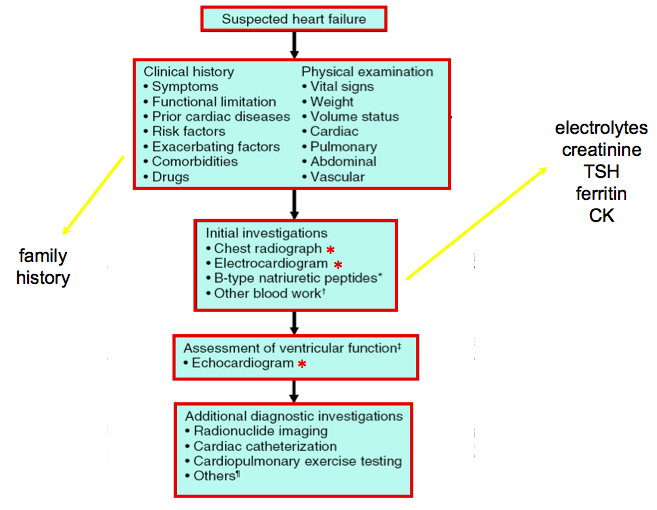 Suspected heart failure
Clinical history
• Symptoms
• Functional limitation
• Prior cardiac diseases
• Risk factors
• Exacerbating factors
• Comorbidities
• Drugs
Physical examination
• Vital signs
• Weight
• Volume status
• Cardiac
• Pulmonary
• Abdominal
• Vascular
family
history
Initial investigations
• Chest radiograph *
• Electrocardiogram *
• B-type natriuretic peptides*
• Other blood work†
electrolytes
creatinine
TSH
ferritin
CK
Assessment of ventricular function‡
• Echocardiogram *
Additional diagnostic investigations
• Radionuclide imaging
• Cardiac catheterization
• Cardiopulmonary exercise testing
• Others¶